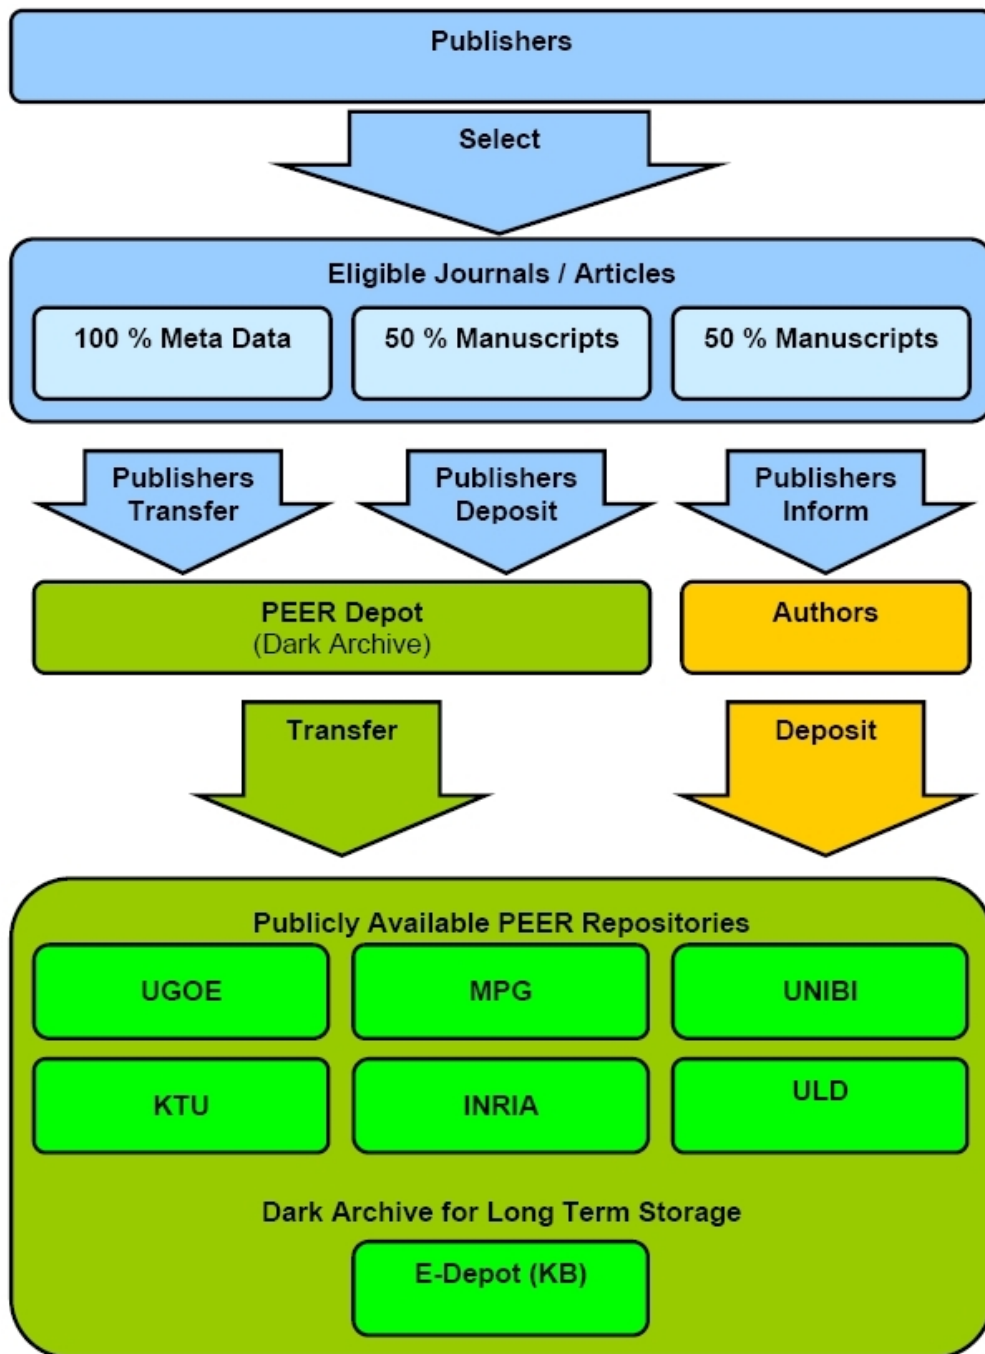 Publishers
Select
Eligible Journals / Articles
100 % Meta Data
50 % Manuscripts
50 % Manuscripts
Publishers
Transfer
Publishers
Deposit
Publishers
Inform
PEER Depot
(Dark Archive)
Authors
Transfer
Deposit
Publicly Available PEER Repositories
UGOE
MPG
UNIBI
KTU
INRIA
ULD
Dark Archive for Long Term Storage
E-Depot (KB)